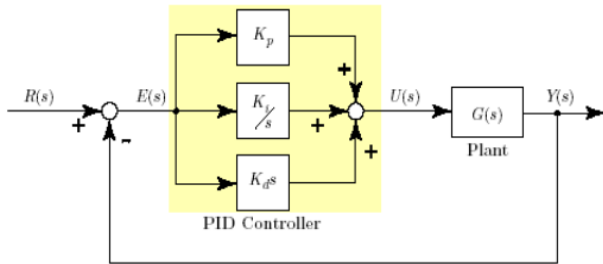 K_p
R(s)
E(s)
K_i/s
U(s)
Y(s)
G(s)
Plant
K_d s
PID Controller
+
-
+
+
+